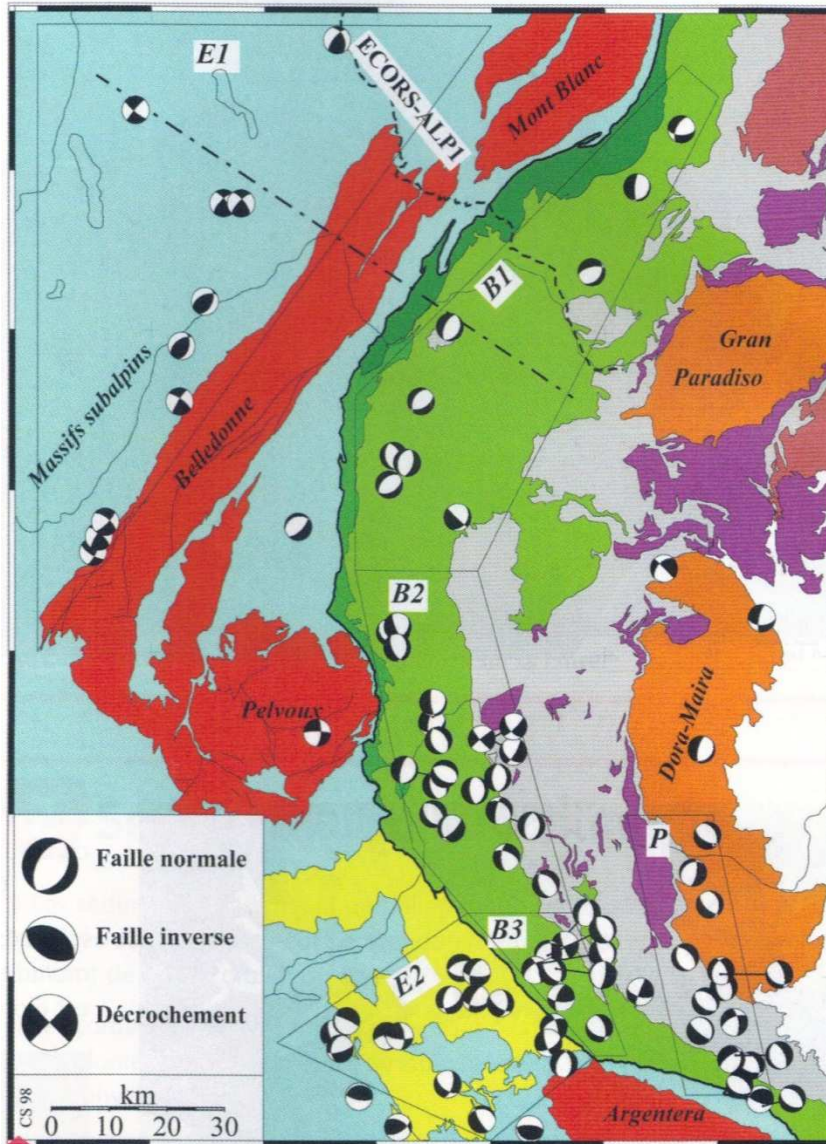 E1
ECORS-ALP1
Mont Blanc
B1
Gran
Paradiso
Massifs subalpins
Belledonne
B2
Pelvoux
Dora-Maira
P
Faille normale
Faille inverse
Décrochement
B3
E2
km
0 10 20 30
CS 98
Argentera